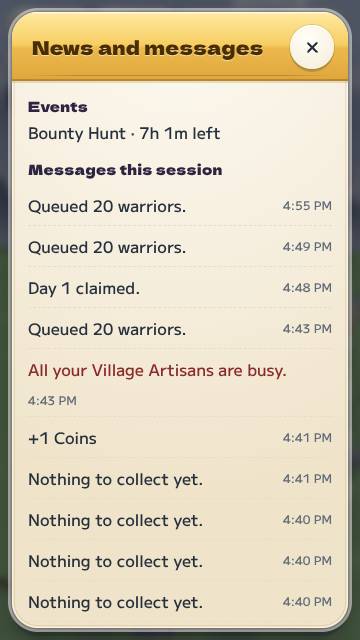 News and messages
Events
Bounty Hunt · 7h 1m left
Messages this session
Queued 20 warriors. 4:55 PM
Queued 20 warriors. 4:49 PM
Day 1 claimed. 4:48 PM
Queued 20 warriors. 4:43 PM
All your Village Artisans are busy.
4:43 PM
+1 Coins 4:41 PM
Nothing to collect yet. 4:41 PM
Nothing to collect yet. 4:40 PM
Nothing to collect yet. 4:40 PM
Nothing to collect yet. 4:40 PM